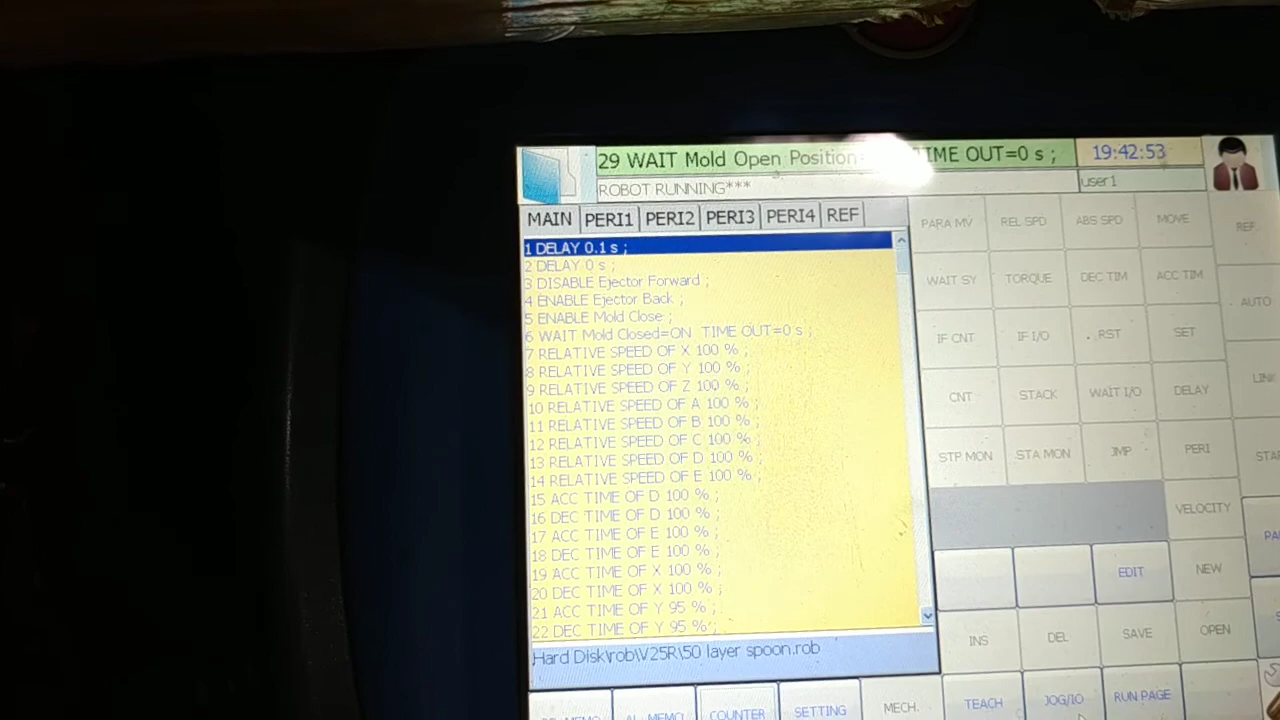 29 WAIT Mold Open Position TIME OUT=0 s ;
19:42:53
ROBOT RUNNING***
user1
MAIN PERI1 PERI2 PERI3 PERI4 REF
1 DELAY 0.1 s ;
2 DELAY 0 s ;
3 DISABLE Ejector Forward ;
4 ENABLE Ejector Back ;
5 ENABLE Mold Close ;
6 WAIT Mold Closed=ON TIME OUT=0 s ;
7 RELATIVE SPEED OF X 100 % ;
8 RELATIVE SPEED OF Y 100 % ;
9 RELATIVE SPEED OF Z 100 % ;
10 RELATIVE SPEED OF A 100 % ;
11 RELATIVE SPEED OF B 100 % ;
12 RELATIVE SPEED OF C 100 % ;
13 RELATIVE SPEED OF D 100 % ;
14 RELATIVE SPEED OF E 100 % ;
15 ACC TIME OF D 100 % ;
16 DEC TIME OF D 100 % ;
17 ACC TIME OF E 100 % ;
18 DEC TIME OF E 100 % ;
19 ACC TIME OF X 100 % ;
20 DEC TIME OF X 100 % ;
21 ACC TIME OF Y 95 % ;
22 DEC TIME OF Y 95 % ;
Hard Disk\rob\V25R\50 layer spoon.rob
PARA MV REL SPD ABS SPD MOVE REF
WAIT SY TORQUE DEC TIM ACC TIM AUTO
IF CNT IF I/O RST SET LINK
CNT STACK WAIT I/O DELAY
STP MON STA MON JMP PERI
VELOCITY
EDIT NEW
INS DEL SAVE OPEN
COUNTER SETTING MECH. TEACH JOG/IO RUN PAGE